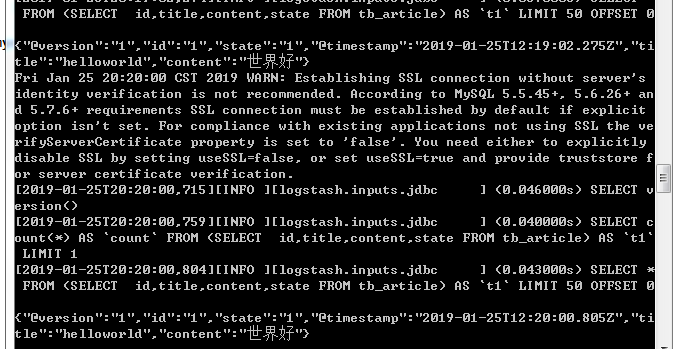 FROM (SELECT  id,title,content,state FROM tb_article) AS `t1` LIMIT 50 OFFSET 0
{"@version":"1","id":"1","state":"1","@timestamp":"2019-01-25T12:19:02.275Z","ti
tle":"helloworld","content":"世界好"}
Fri Jan 25 20:20:00 CST 2019 WARN: Establishing SSL connection without server's
identity verification is not recommended. According to MySQL 5.5.45+, 5.6.26+ an
d 5.7.6+ requirements SSL connection must be established by default if explicit
option isn't set. For compliance with existing applications not using SSL the ve
rifyServerCertificate property is set to 'false'. You need either to explicitly
disable SSL by setting useSSL=false, or set useSSL=true and provide truststore f
or server certificate verification.
[2019-01-25T20:20:00,715][INFO ][logstash.inputs.jdbc     ] (0.046000s) SELECT v
ersion()
[2019-01-25T20:20:00,759][INFO ][logstash.inputs.jdbc     ] (0.040000s) SELECT c
ount(*) AS `count` FROM (SELECT  id,title,content,state FROM tb_article) AS `t1`
 LIMIT 1
[2019-01-25T20:20:00,804][INFO ][logstash.inputs.jdbc     ] (0.043000s) SELECT *
 FROM (SELECT  id,title,content,state FROM tb_article) AS `t1` LIMIT 50 OFFSET 0
{"@version":"1","id":"1","state":"1","@timestamp":"2019-01-25T12:20:00.805Z","ti
tle":"helloworld","content":"世界好"}